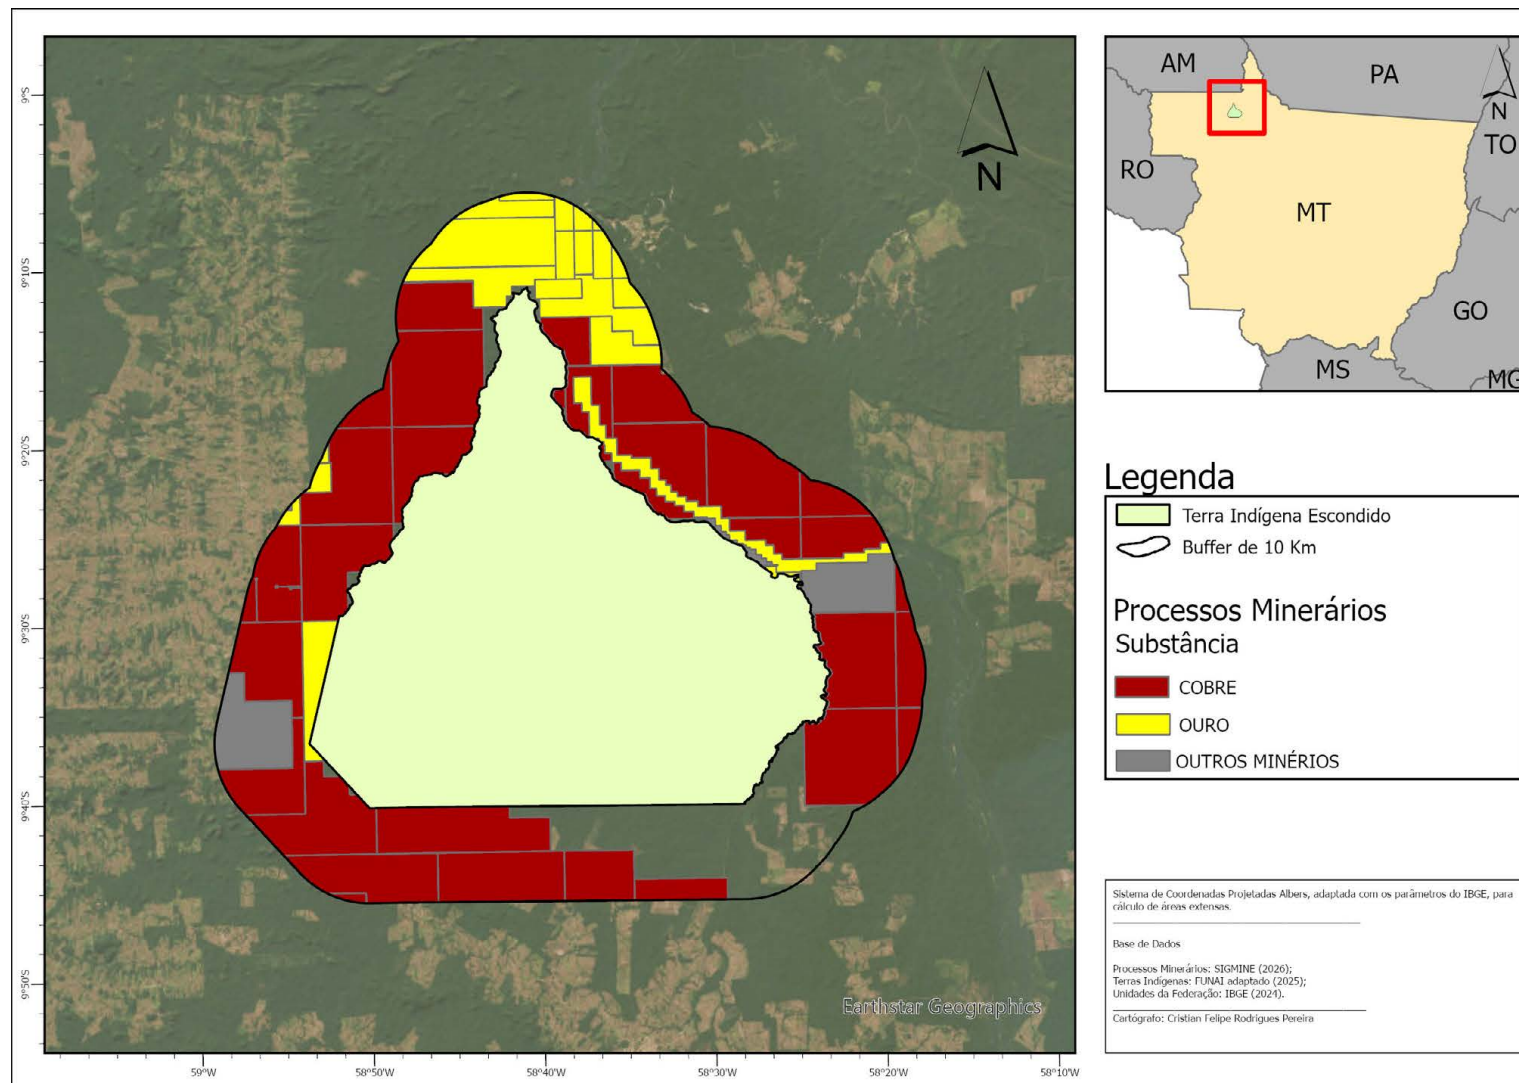 9°S
9°10'S
9°20'S
9°30'S
9°40'S
9°50'S
59°W
58°50'W
58°40'W
58°30'W
58°20'W
58°10'W
N
Earthstar Geographics
AM
PA
N
TO
RO
MT
GO
MS
MG
Legenda
Terra Indígena Escondido
Buffer de 10 Km
Processos Minerários
Substância
COBRE
OURO
OUTROS MINÉRIOS
Sistema de Coordenadas Projetadas Albers, adaptada com os parâmetros do IBGE, para
cálculo de áreas extensas.
Base de Dados
Processos Minerários: SIGMINE (2026);
Terras Indígenas: FUNAI adaptado (2025);
Unidades da Federação: IBGE (2024).
Cartógrafo: Cristian Felipe Rodrigues Pereira